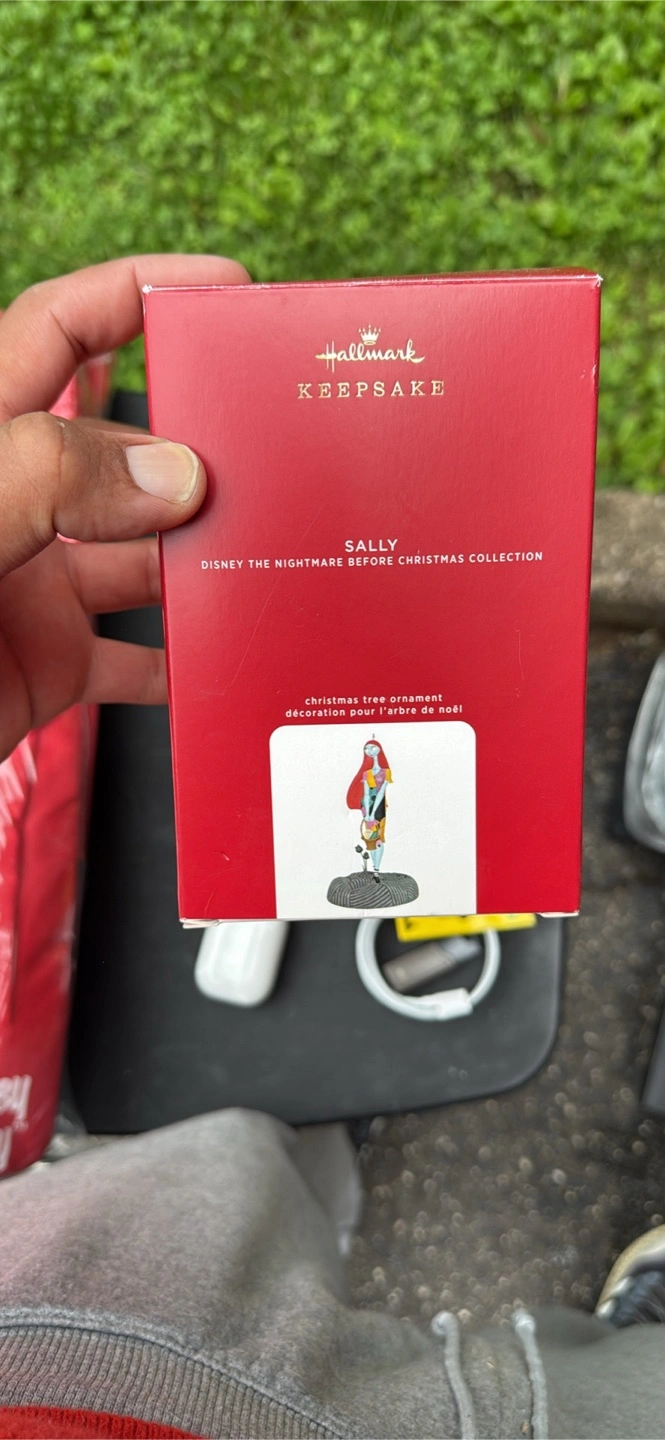 Hallmark
KEEPSAKE
SALLY
DISNEY THE NIGHTMARE BEFORE CHRISTMAS COLLECTION
christmas tree ornament
décoration pour l'arbre de noël